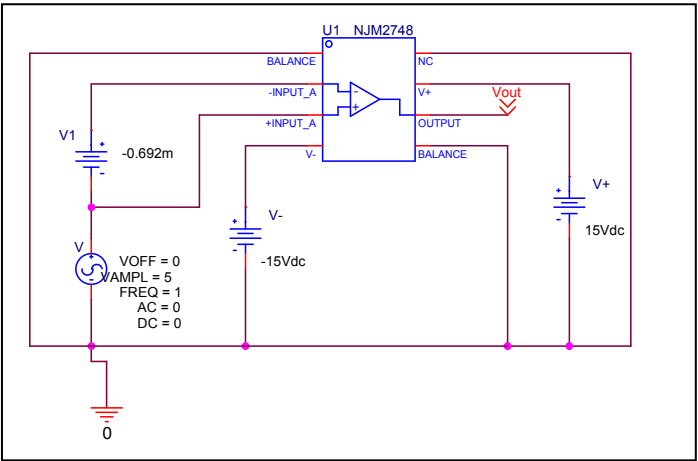 U1 NJM2748
BALANCE
NC
-INPUT_A
V+
Vout
+INPUT_A
OUTPUT
V1
-0.692m
V-
BALANCE
V+
V-
15Vdc
V
VOFF = 0
-15Vdc
VAMPL = 5
FREQ = 1
AC = 0
DC = 0
0